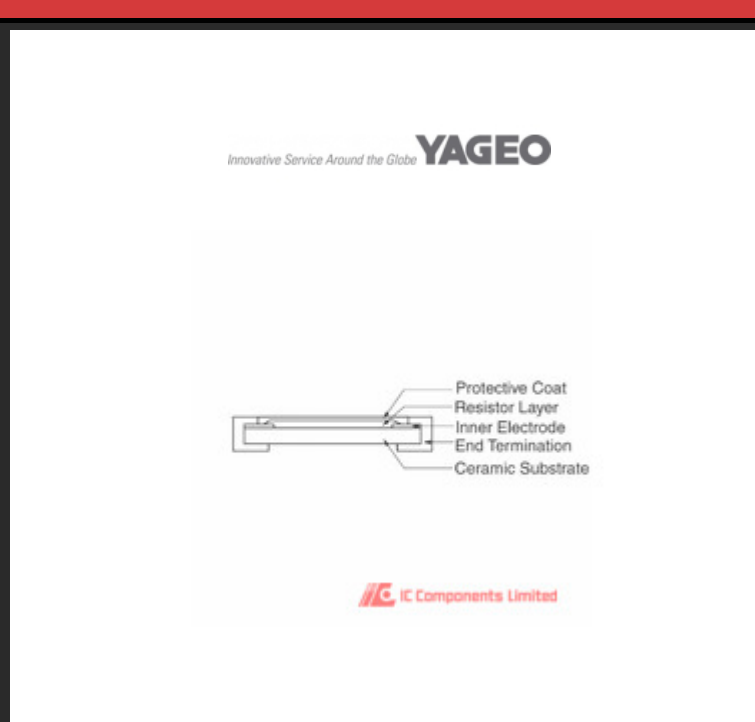 Innovative Service Around the Globe YAGEO
Protective Coat
Resistor Layer
Inner Electrode
End Termination
Ceramic Substrate
IC Components Limited